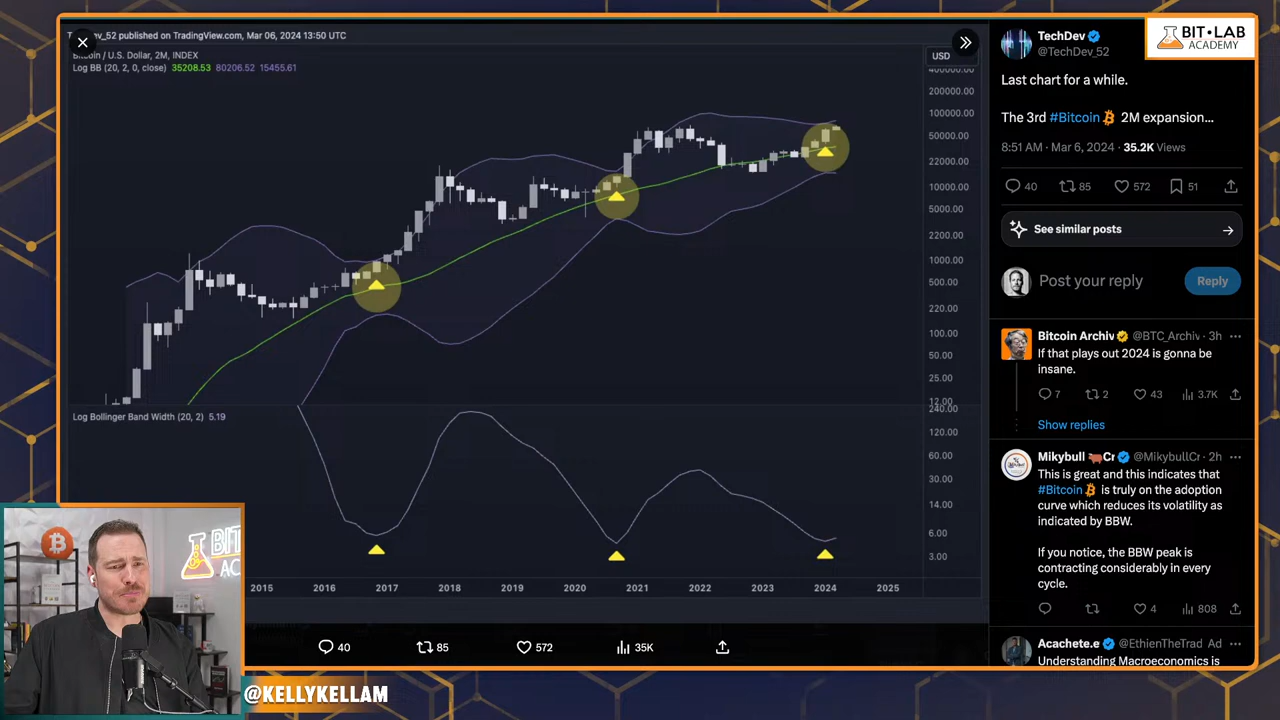 _52 published on TradingView.com, Mar 06, 2024 13:50 UTC
/ U.S. Dollar, 2M, INDEX
Log BB (20, 2, 0, close) 35208.53 80206.52 15455.61
USD
400000.00
200000.00
100000.00
50000.00
22000.00
10000.00
5000.00
2200.00
1000.00
500.00
220.00
100.00
50.00
25.00
12.00
Log Bollinger Band Width (20, 2) 5.19
240.00
120.00
60.00
30.00
14.00
6.00
3.00
2015 2016 2017 2018 2019 2020 2021 2022 2023 2024 2025
40 85 572 35K
@KELLYKELLAM
BIT•LAB
ACADEMY
TechDev
@TechDev_52
Last chart for a while.
The 3rd #Bitcoin 2M expansion...
8:51 AM · Mar 6, 2024 · 35.2K Views
40 85 572 51
See similar posts
Post your reply
Reply
Bitcoin Archiv @BTC_Archiv · 3h
If that plays out 2024 is gonna be
insane.
7 2 43 3.7K
Show replies
Mikybull Cr @MikybullCr · 2h
This is great and this indicates that
#Bitcoin is truly on the adoption
curve which reduces its volatility as
indicated by BBW.
If you notice, the BBW peak is
contracting considerably in every
cycle.
4 808
Acachete.e @EthienTheTrad Ad
Understanding Macroeconomics is